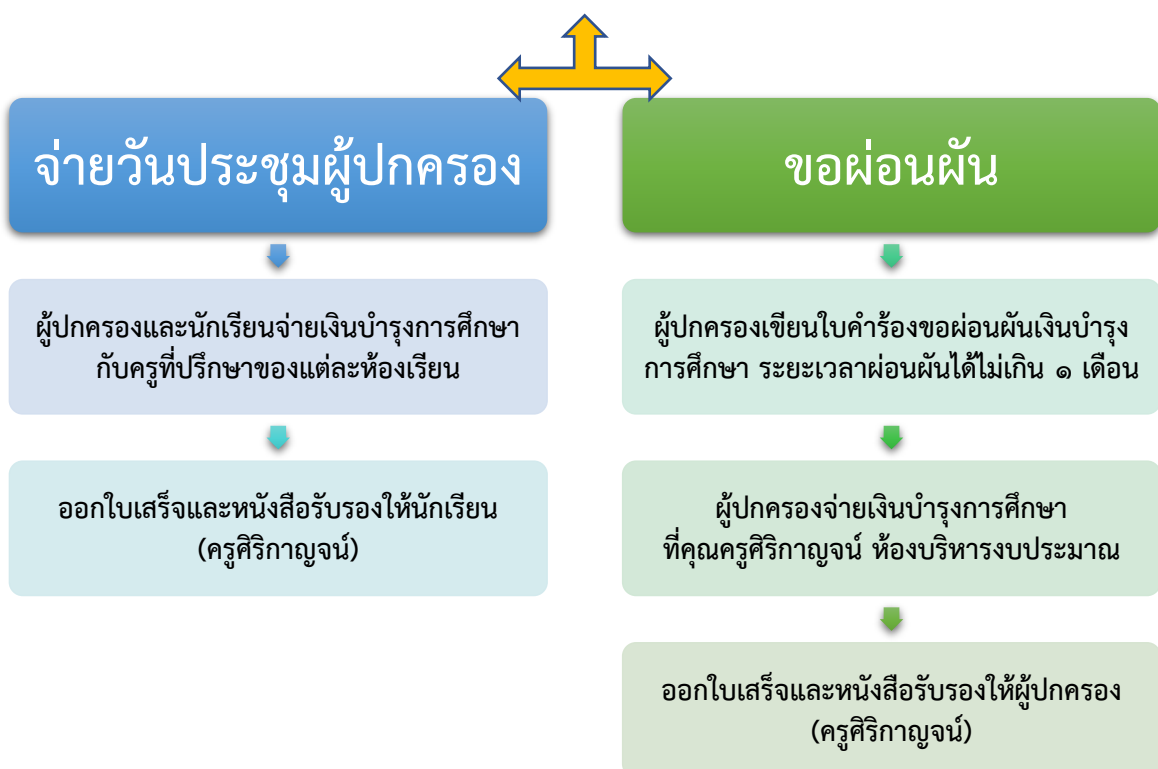 จ่ายวันประชุมผู้ปกครอง
ผู้ปกครองและนักเรียนจ่ายเงินบำรุงการศึกษา
กับครูที่ปรึกษาของแต่ละห้องเรียน
ออกใบเสร็จและหนังสือรับรองให้นักเรียน
(ครูศิริกาญจน์)
ขอผ่อนผัน
ผู้ปกครองเขียนใบคำร้องขอผ่อนผันเงินบำรุง
การศึกษา ระยะเวลาผ่อนผันได้ไม่เกิน ๑ เดือน
ผู้ปกครองจ่ายเงินบำรุงการศึกษา
ที่คุณครูศิริกาญจน์ ห้องบริหารงบประมาณ
ออกใบเสร็จและหนังสือรับรองให้ผู้ปกครอง
(ครูศิริกาญจน์)